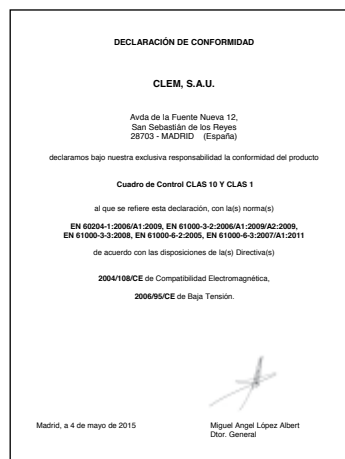 DECLARACIÓN DE CONFORMIDAD
CLEM, S.A.U.
Avda de la Fuente Nueva 12,
San Sebastián de los Reyes
28703 - MADRID (España)
declaramos bajo nuestra exclusiva responsabilidad la conformidad del producto
Cuadro de Control CLAS 10 Y CLAS 1
al que se refiere esta declaración, con la(s) norma(s)
EN 60204-1:2006/A1:2009, EN 61000-3-2:2006/A1:2009/A2:2009,
EN 61000-3-3:2008, EN 61000-6-2:2005, EN 61000-6-3:2007/A1:2011
de acuerdo con las disposiciones de la(s) Directiva(s)
2004/108/CE de Compatibilidad Electromagnética,
2006/95/CE de Baja Tensión.
Madrid, a 4 de mayo de 2015
Miguel Angel López Albert
Dtor. General